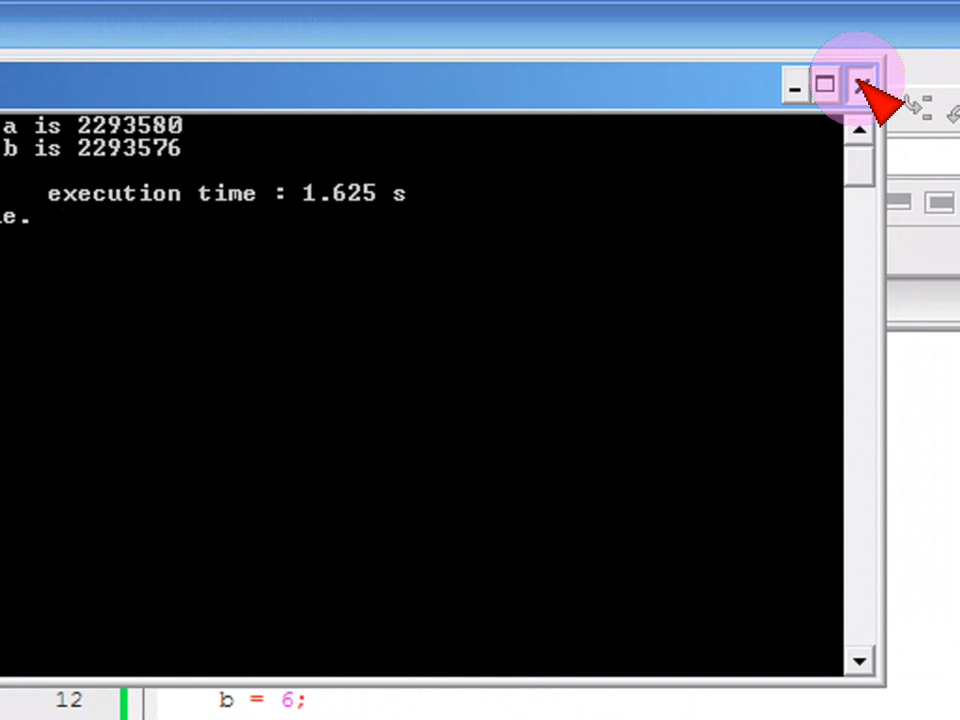 a is 2293580
b is 2293576
execution time : 1.625 s
e.
12 b = 6;